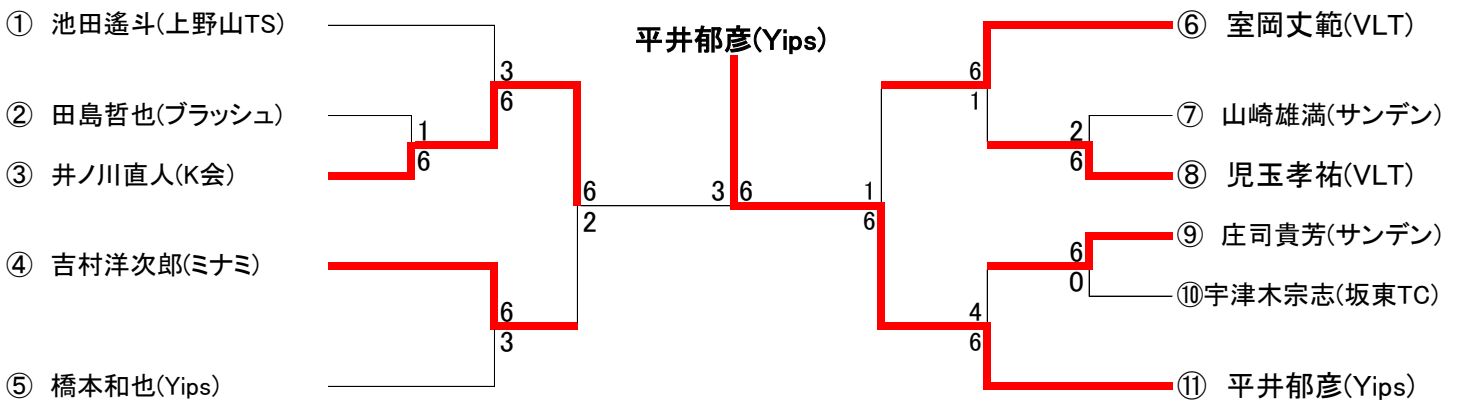 ① 池田遙斗(上野山TS)
② 田島哲也(ブラッシュ)
③ 井ノ川直人(K会)
④ 吉村洋次郎(ミナミ)
⑤ 橋本和也(Yips)
3
6
1
6
6
2
6
3
平井郁彦(Yips)
3 6
1
6
6
1
2
6
6
0
4
6
⑥ 室岡丈範(VLT)
⑦ 山崎雄満(サンデン)
⑧ 児玉孝祐(VLT)
⑨ 庄司貴芳(サンデン)
⑩宇津木宗志(坂東TC)
⑪ 平井郁彦(Yips)